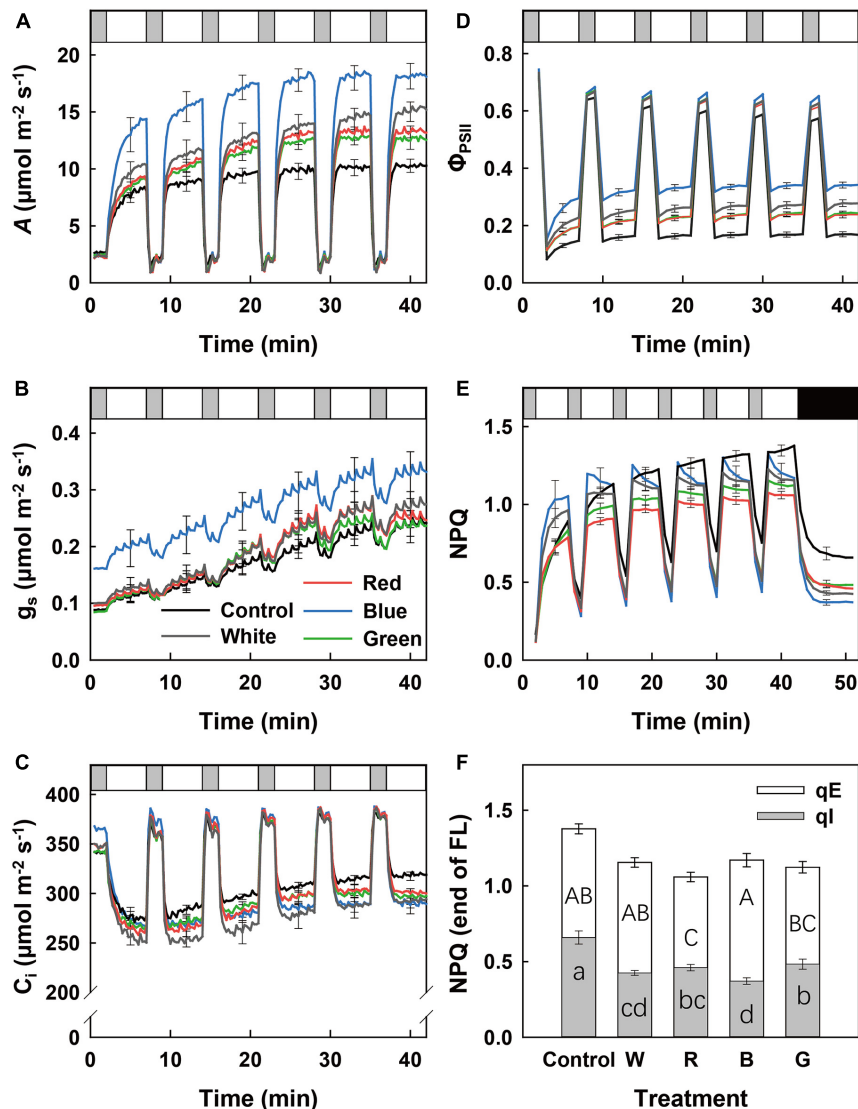 A
20
15
10
5
0
A (µmol m⁻² s⁻¹)
0 10 20 30 40
Time (min)
B
0.4
0.3
0.2
0.1
0.0
gs (µmol m⁻² s⁻¹)
Control
White
Red
Blue
Green
0 10 20 30 40
Time (min)
C
400
350
300
250
200
0
Ci (µmol m⁻² s⁻¹)
0 10 20 30 40
Time (min)
D
0.8
0.6
0.4
0.2
0.0
ΦPSII
0 10 20 30 40
Time (min)
E
1.5
1.0
0.5
0.0
NPQ
0 10 20 30 40 50
Time (min)
F
1.5
1.0
0.5
0.0
NPQ (end of FL)
qE
qI
AB AB C A BC
a cd bc d b
Control W R B G
Treatment